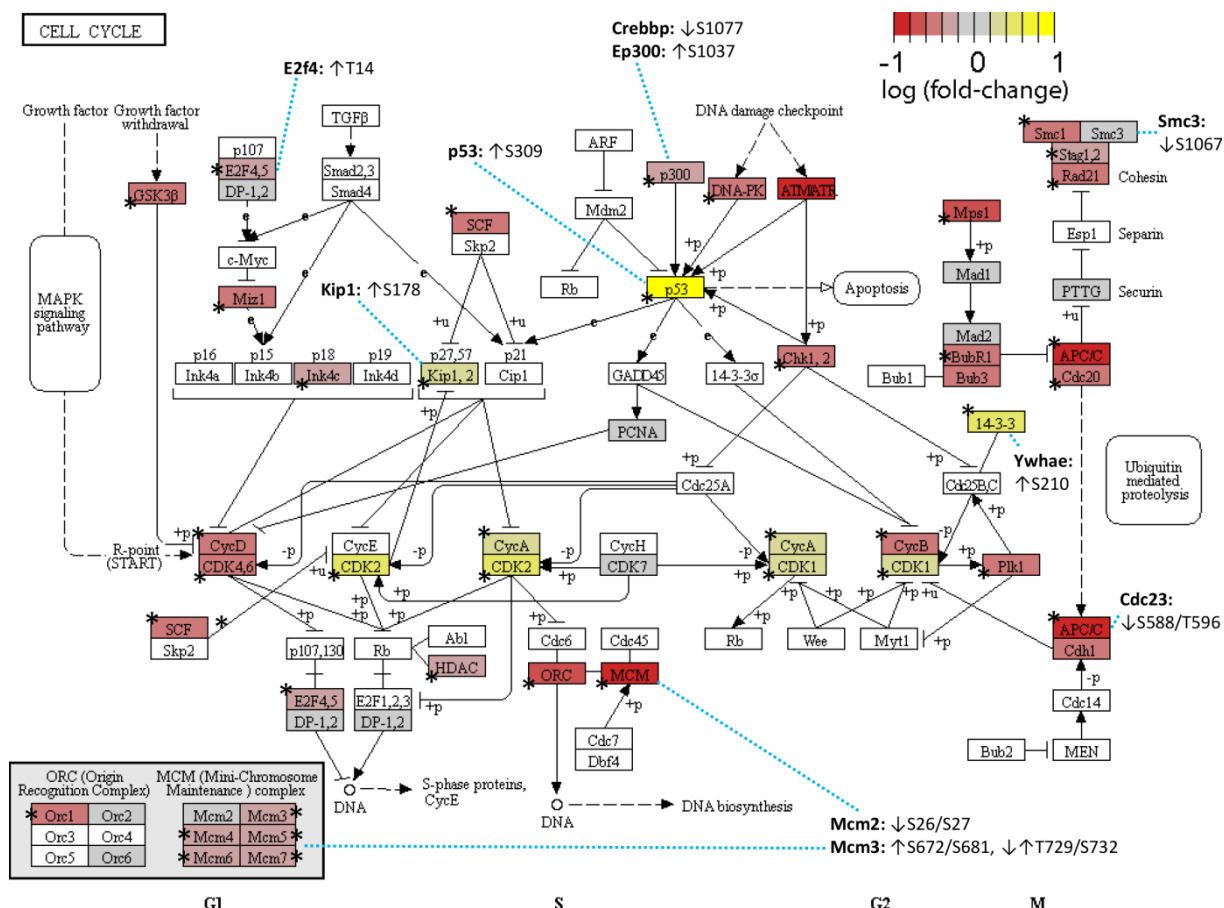 CELL CYCLE
Crebbp: ↓S1077
Ep300: ↑S1037
-1 0 1
log (fold-change)
E2f4: ↑T14
Growth factor
Growth factor
withdrawal
TGFβ
DNA damage checkpoint
Smc3:
↓S1067
* Smc1 Smc3
p107
* E2F4,5
DP-1,2
Smad2,3
Smad4
ARF
p53: ↑S309
* p300
* DNA-PK
ATM/ATR
* Stag1,2
* Rad21
Cohesin
* GSK3β
* SCF
Skp2
Mdm2
* Mps1
+p
Esp1
Separin
e
e
c-Myc
+p
+p
Rb
* p53
Apoptosis
Mad1
PTTG
Securin
MAPK
signaling
pathway
* Miz1
e
e
Kip1: ↑S178
+u
+u
e
+p
+p
e
e
+u
Mad2
* BubR1
Bub3
Bub1
* APC/C
* Cdc20
p16
Ink4a
p15
Ink4b
p18
* Ink4c
p19
Ink4d
p27,57
* Kip1, 2
p21
Cip1
GADD45
14-3-3σ
* Chk1, 2
+p
PCNA
* 14-3-3
Ywhae:
↑S210
+p
+p
Cdc25A
Cdc25B,C
Ubiquitin
mediated
proteolysis
R-point
(START)
+p
* CycD
* CDK4,6
-p
CycE
* CDK2
+u
-p
* CycA
* CDK2
-p
+p
CycH
CDK7
+p
-p
* CycA
* CDK1
-p
* CycB
* CDK1
+p
+p
* Plk1
+u
Cdc23:
↓S588/T596
* SCF
Skp2
*
+p
+p
+p
+p
+p
+p
+p
+p
+p
p107,130
Rb
Abl
* HDAC
Cdc6
Cdc45
Rb
Wee
Myt1
* APC/C
* Cdh1
* ORC
* MCM
* E2F4,5
DP-1,2
E2F1,2,3
DP-1,2
+p
+p
-p
Cdc14
Cdc7
Dbf4
Bub2
MEN
DNA
S-phase proteins,
CycE
DNA
DNA biosynthesis
ORC (Origin
Recognition Complex)
MCM (Mini-Chromosome
Maintenance ) complex
* Orc1 Orc2
Mcm2 Mcm3 *
Orc3 Orc4
* Mcm4 Mcm5 *
Orc5 Orc6
* Mcm6 Mcm7 *
Mcm2: ↓S26/S27
Mcm3: ↑S672/S681, ↓↑T729/S732
G1 S G2 M